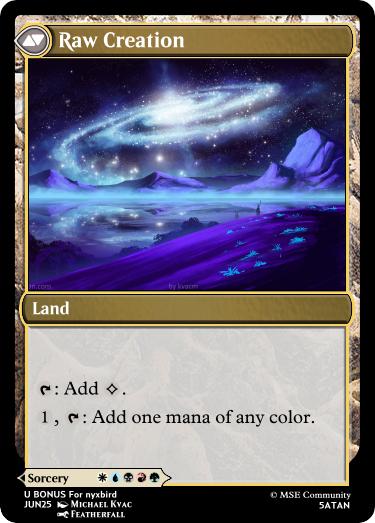 Raw Creation
by kvacm
Land
: Add .
1 , : Add one mana of any color.
Sorcery
U BONUS For nyxbird
© MSE Community
JUN25 Michael Kvac
5ATAN
Featherfall